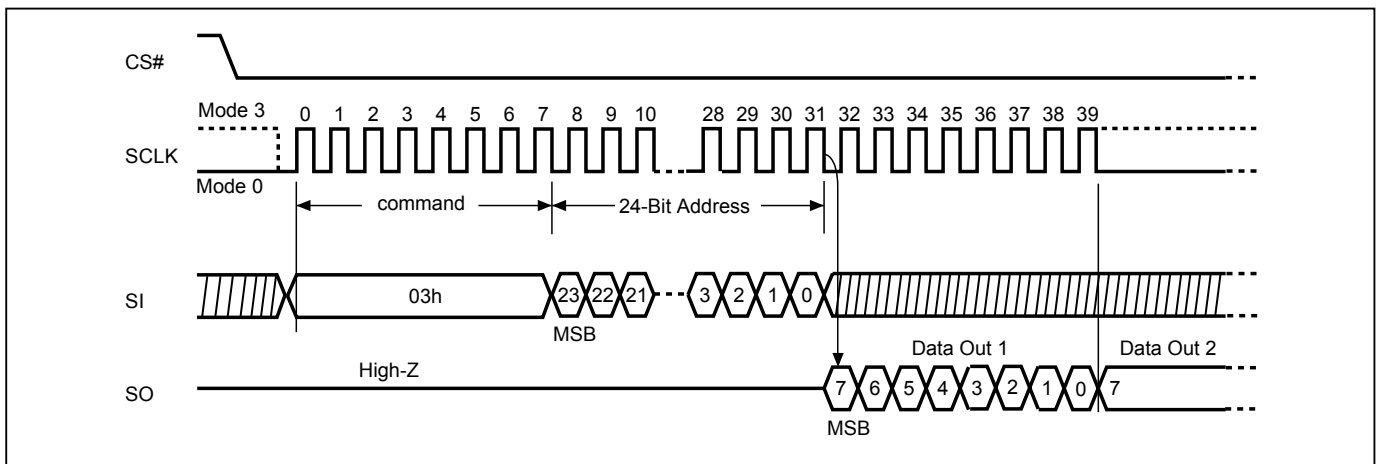 CS#
Mode 3
0 1 2 3 4 5 6 7 8 9 10 28 29 30 31 32 33 34 35 36 37 38 39
SCLK
Mode 0
command
24-Bit Address
SI
03h
23 22 21 3 2 1 0
MSB
Data Out 1
Data Out 2
High-Z
SO
7 6 5 4 3 2 1 0 7
MSB